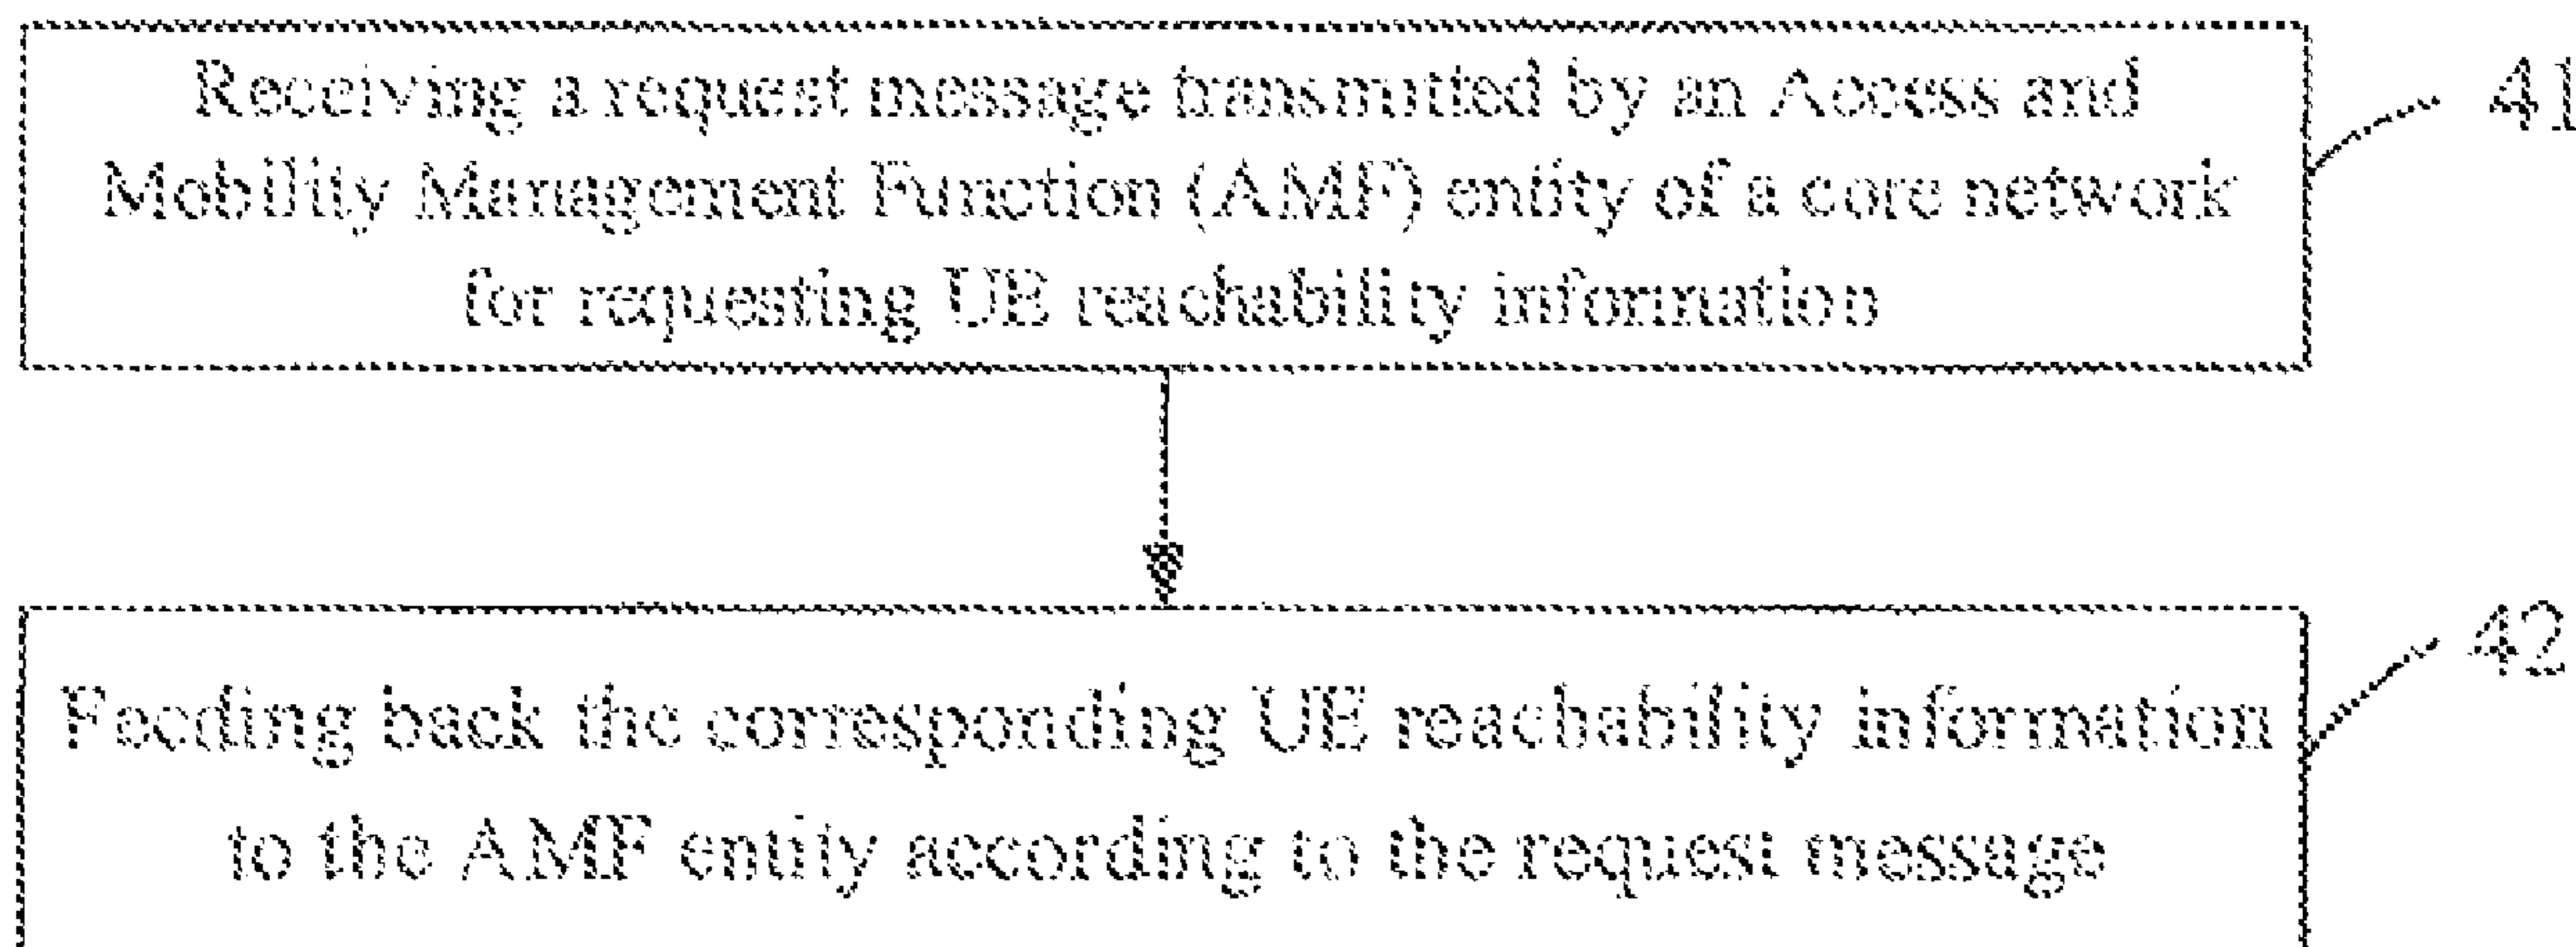 Receiving a request message transmitted by an Access and
41
Mobility Management Function (AMF) entity of a core network
for requesting UE reachability information
42
Feeding back the corresponding UE reachability information
to the AMF entity according to the request message